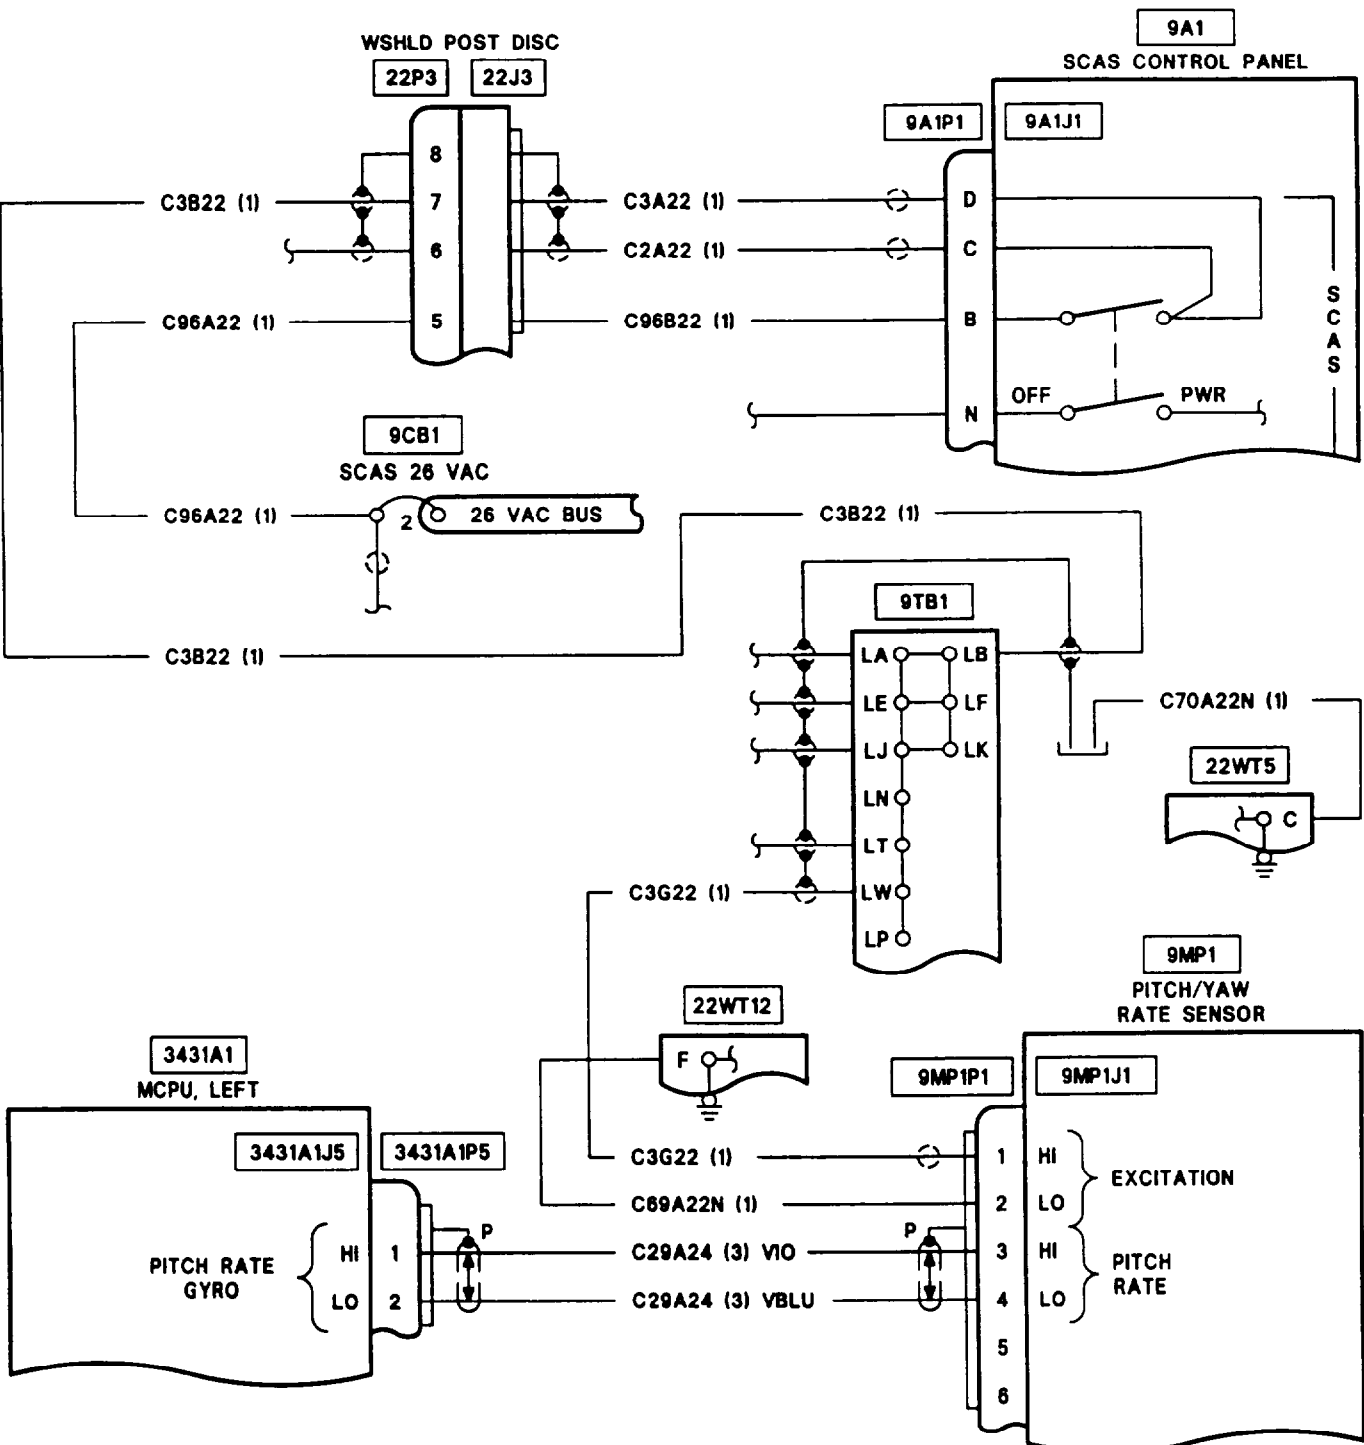 9A1
SCAS CONTROL PANEL
WSHLD POST DISC
22P3 22J3
9A1P1 9A1J1
8
C3B22 (1) 7 C3A22 (1) D
6 C2A22 (1) C
C96A22 (1) 5 C96B22 (1) B
SCAS
OFF PWR
N
9CB1
SCAS 26 VAC
C96A22 (1) 2 26 VAC BUS
C3B22 (1)
9TB1
C3B22 (1)
LA LB
LE LF
C70A22N (1)
LJ LK
22WT5
LN
C
LT
C3G22 (1) LW
LP
9MP1
PITCH/YAW
RATE SENSOR
22WT12
F
3431A1
MCPU, LEFT
9MP1P1 9MP1J1
3431A1J5 3431A1P5
C3G22 (1) 1 HI
EXCITATION
C69A22N (1) 2 LO
P P
HI 1 C29A24 (3) VIO 3 HI
PITCH RATE
GYRO
PITCH
RATE
LO 2 C29A24 (3) VBLU 4 LO
5
6